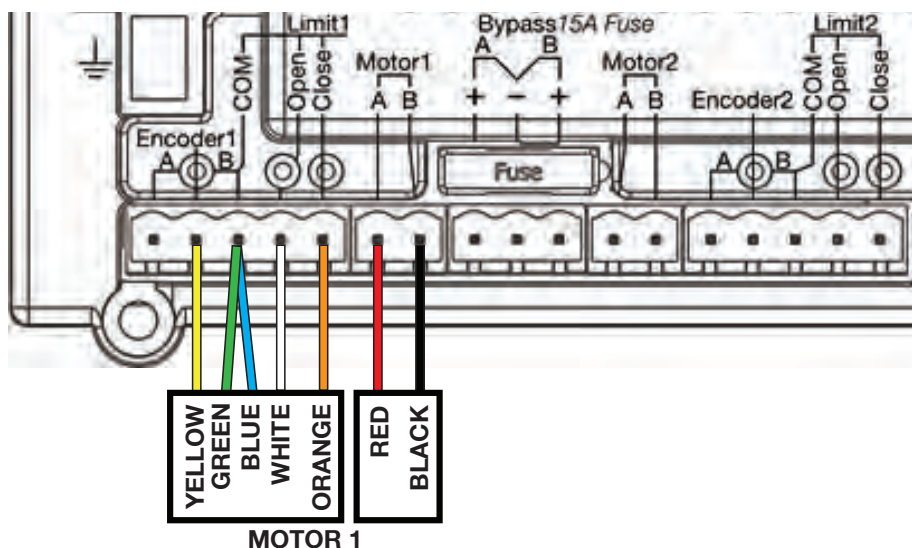 Limit1
Bypass 15A Fuse
Limit2
A B
COM
Open
Close
Motor1
A B
+ - +
Motor2
A B
Encoder2
COM
Open
Close
Encoder1
A B
Fuse
A B
YELLOW
GREEN
BLUE
WHITE
ORANGE
RED
BLACK
MOTOR 1